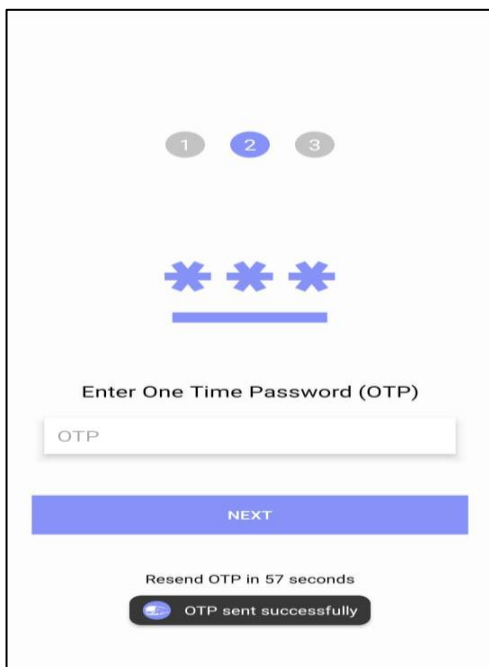 1 2 3
***
Enter One Time Password (OTP)
OTP
NEXT
Resend OTP in 57 seconds
OTP sent successfully